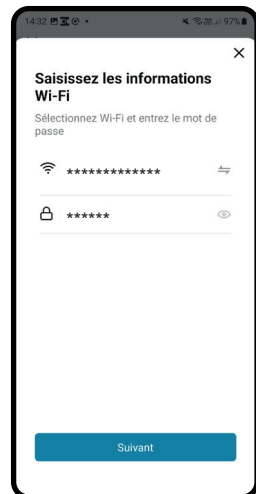 14:32 97%
Saisissez les informations
Wi-Fi
Sélectionnez Wi-Fi et entrez le mot de
passe
*************
******
Suivant